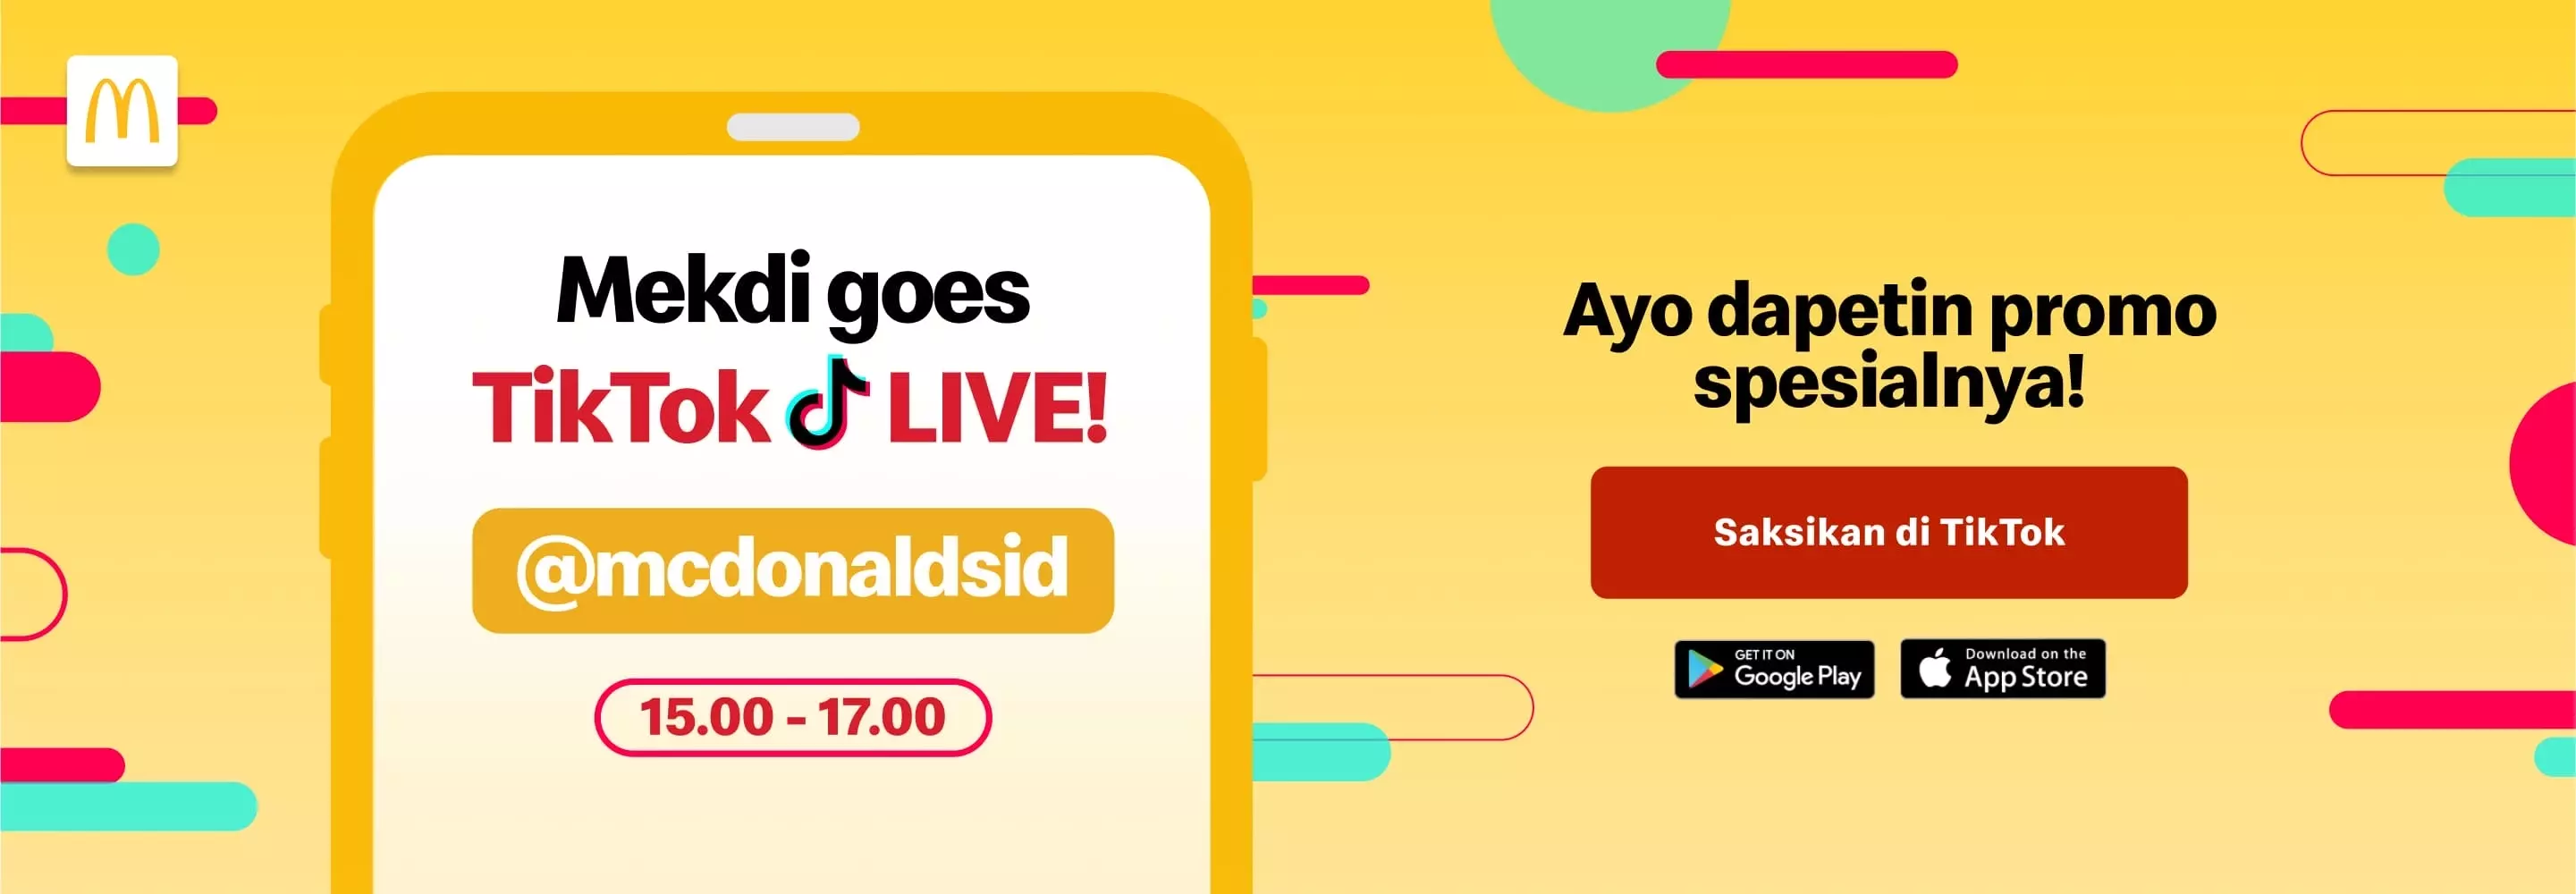 Mekdi goes
TikTok LIVE!
@mcdonaldsid
15.00 - 17.00
Ayo dapetin promo
spesialnya!
Saksikan di TikTok
GET IT ON
Google Play
Download on the
App Store